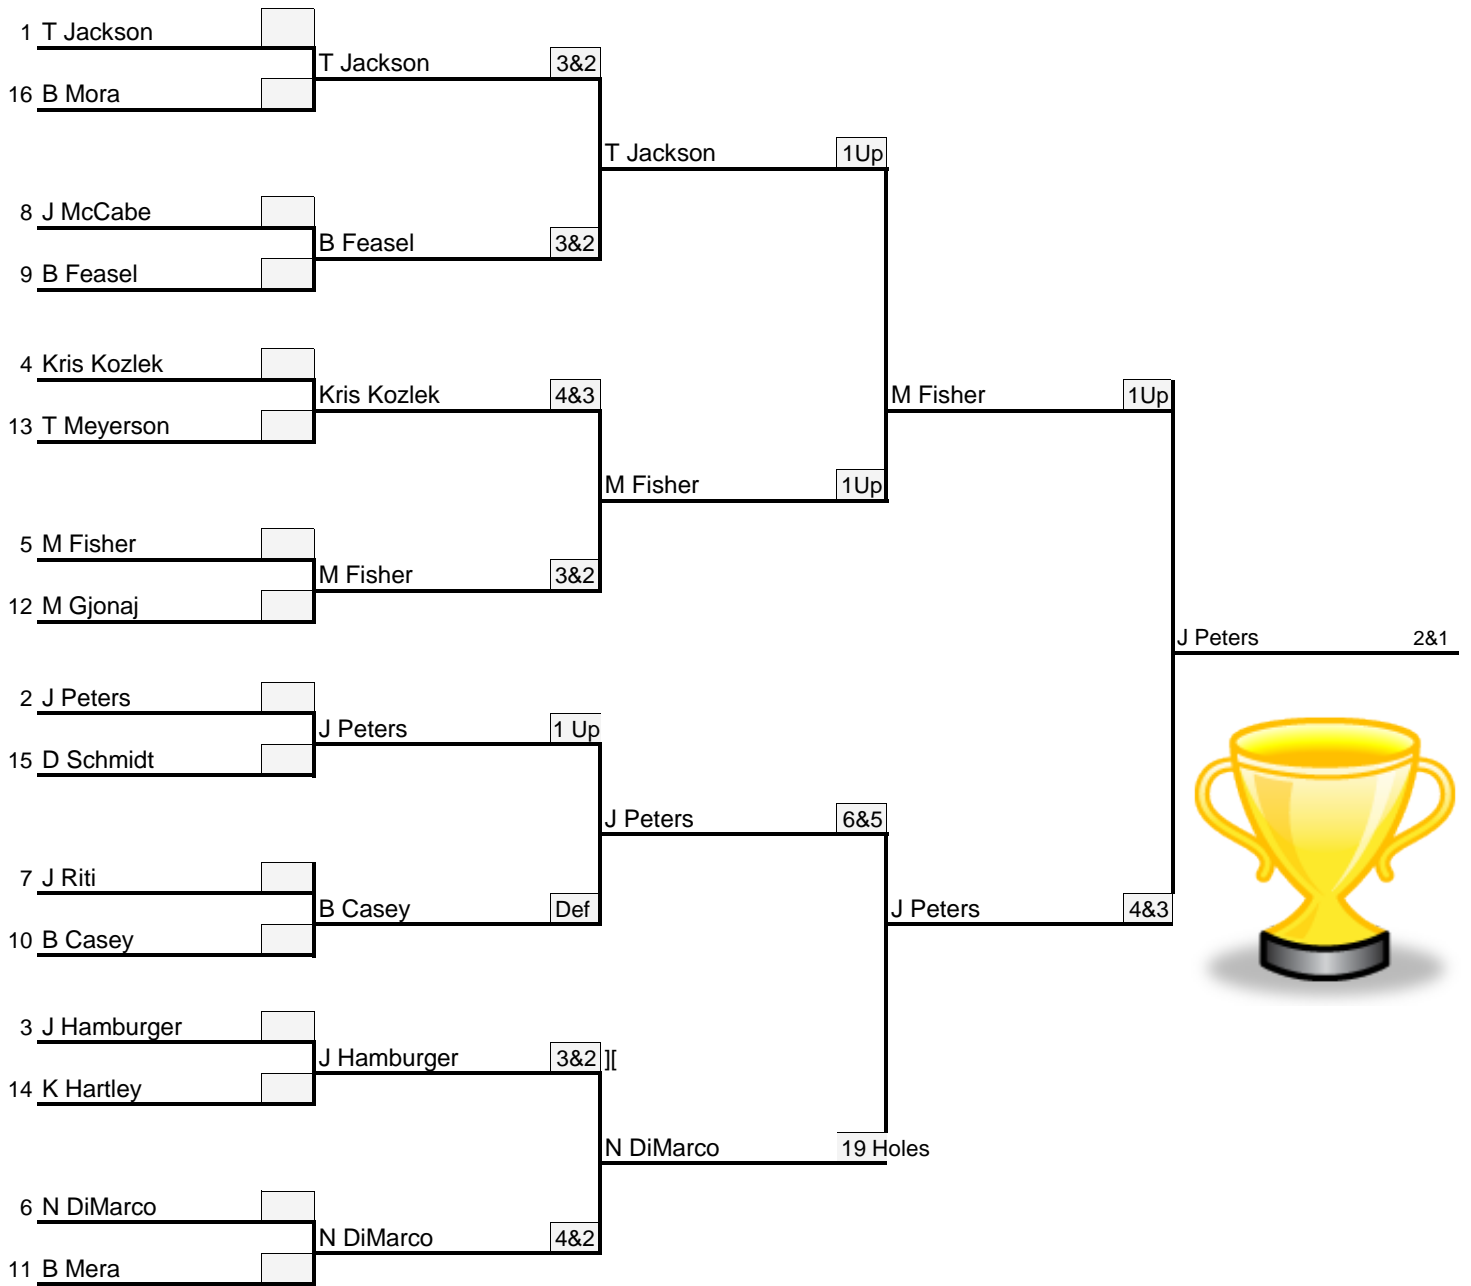 1 T Jackson
T Jackson 3&2
16 B Mora
T Jackson 1Up
8 J McCabe
B Feasel 3&2
9 B Feasel
4 Kris Kozlek
Kris Kozlek 4&3
M Fisher 1Up
13 T Meyerson
M Fisher 1Up
5 M Fisher
M Fisher 3&2
12 M Gjonaj
J Peters 2&1
2 J Peters
J Peters 1 Up
15 D Schmidt
J Peters 6&5
7 J Riti
B Casey Def
J Peters 4&3
10 B Casey
3 J Hamburger
J Hamburger 3&2 ][
14 K Hartley
N DiMarco 19 Holes
6 N DiMarco
N DiMarco 4&2
11 B Mera